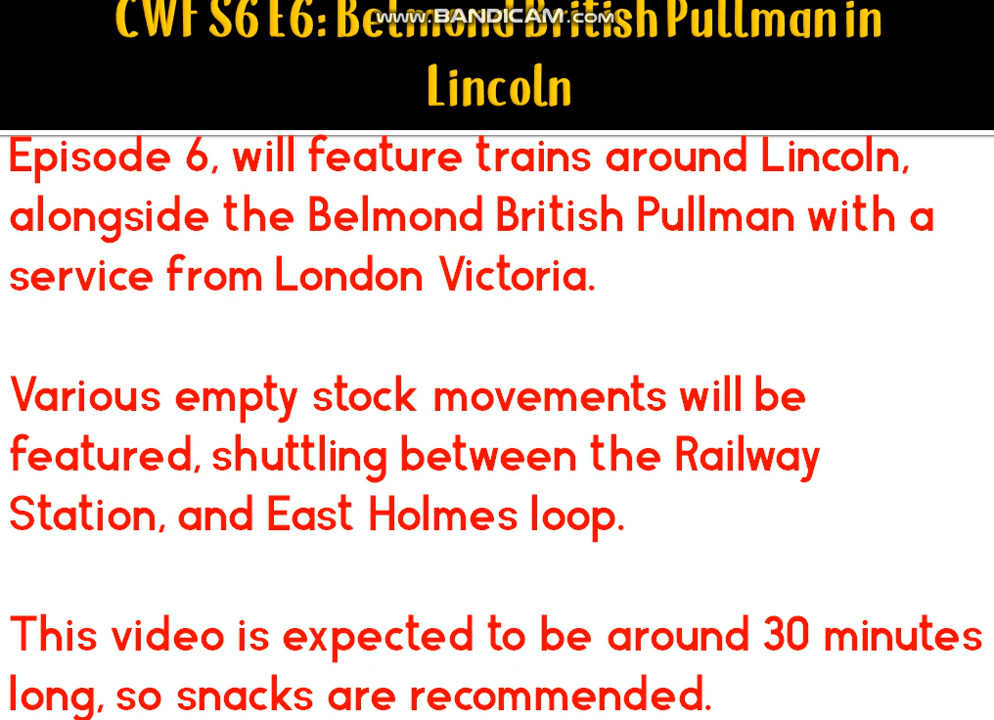 www.BANDICAM.com
CWF S6 E6: Belmond British Pullman in
Lincoln
Episode 6, will feature trains around Lincoln,
alongside the Belmond British Pullman with a
service from London Victoria.
Various empty stock movements will be
featured, shuttling between the Railway
Station, and East Holmes loop.
This video is expected to be around 30 minutes
long, so snacks are recommended.